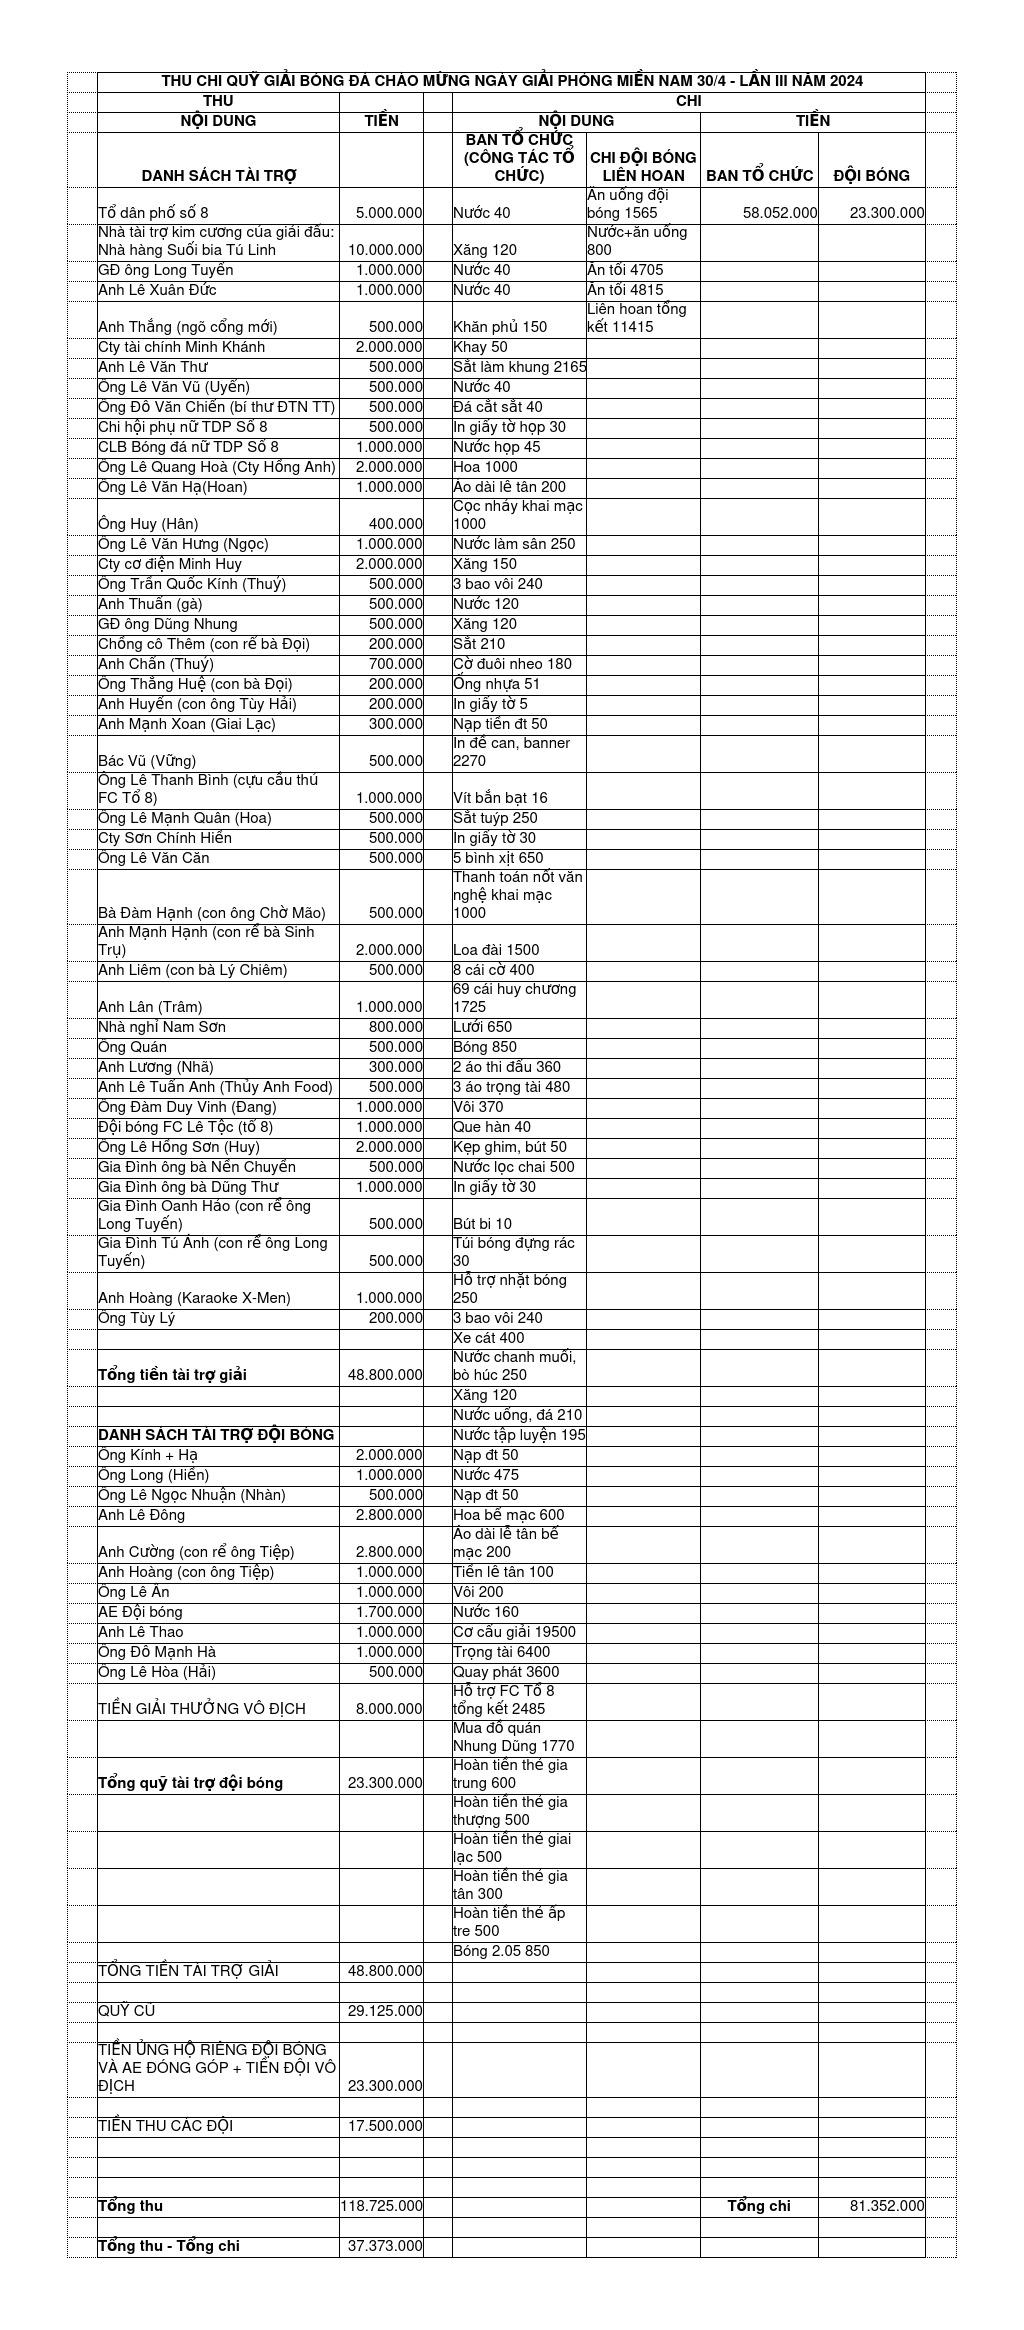 THU CHI QUỸ GIẢI BÓNG ĐÁ CHÀO MỪNG NGÀY GIẢI PHÓNG MIỀN NAM 30/4 - LẦN III NĂM 2024
THU CHI
NỘI DUNG TIỀN NỘI DUNG TIỀN
DANH SÁCH TÀI TRỢ BAN TỔ CHỨC (CÔNG TÁC TỔ CHỨC) CHI ĐỘI BÓNG LIÊN HOAN BAN TỔ CHỨC ĐỘI BÓNG
Tổ dân phố số 8 5.000.000 Nước 40 Ăn uống đội bóng 1565 58.052.000 23.300.000
Nhà tài trợ kim cương của giải đấu: Nhà hàng Suối bia Tú Linh 10.000.000 Xăng 120 Nước+ăn uống 800
GĐ ông Long Tuyến 1.000.000 Nước 40 Ăn tối 4705
Anh Lê Xuân Đức 1.000.000 Nước 40 Ăn tối 4815
Anh Thắng (ngõ cổng mới) 500.000 Khăn phủ 150 Liên hoan tổng kết 11415
Cty tài chính Minh Khánh 2.000.000 Khay 50
Anh Lê Văn Thư 500.000 Sắt làm khung 2165
Ông Lê Văn Vũ (Uyển) 500.000 Nước 40
Ông Đỗ Văn Chiến (bí thư ĐTN TT) 500.000 Đá cắt sắt 40
Chi hội phụ nữ TDP Số 8 500.000 In giấy tờ họp 30
CLB Bóng đá nữ TDP Số 8 1.000.000 Nước họp 45
Ông Lê Quang Hoà (Cty Hồng Anh) 2.000.000 Hoa 1000
Ông Lê Văn Hạ(Hoan) 1.000.000 Áo dài lễ tân 200
Ông Huy (Hân) 400.000 Cọc nhảy khai mạc 1000
Ông Lê Văn Hưng (Ngọc) 1.000.000 Nước làm sân 250
Cty cơ điện Minh Huy 2.000.000 Xăng 150
Ông Trần Quốc Kính (Thuý) 500.000 3 bao vôi 240
Anh Thuấn (gà) 500.000 Nước 120
GĐ ông Dũng Nhung 500.000 Xăng 120
Chồng cô Thêm (con rể bà Đọi) 200.000 Sắt 210
Anh Chấn (Thuý) 700.000 Cờ đuôi nheo 180
Ông Thắng Huệ (con bà Đọi) 200.000 Ống nhựa 51
Anh Huyến (con ông Tùy Hải) 200.000 In giấy tờ 5
Anh Mạnh Xoan (Giai Lạc) 300.000 Nạp tiền đt 50
Bác Vũ (Vững) 500.000 In đề can, banner 2270
Ông Lê Thanh Bình (cựu cầu thủ FC Tổ 8) 1.000.000 Vít bắn bạt 16
Ông Lê Mạnh Quân (Hoa) 500.000 Sắt tuýp 250
Cty Sơn Chính Hiền 500.000 In giấy tờ 30
Ông Lê Văn Căn 500.000 5 bình xịt 650
Bà Đàm Hạnh (con ông Chờ Mão) 500.000 Thanh toán nốt văn nghệ khai mạc 1000
Anh Mạnh Hạnh (con rể bà Sinh Trụ) 2.000.000 Loa đài 1500
Anh Liêm (con bà Lý Chiêm) 500.000 8 cái cờ 400
Anh Lân (Trâm) 1.000.000 69 cái huy chương 1725
Nhà nghỉ Nam Sơn 800.000 Lưới 650
Ông Quán 500.000 Bóng 850
Anh Lương (Nhã) 300.000 2 áo thi đấu 360
Anh Lê Tuấn Anh (Thủy Anh Food) 500.000 3 áo trọng tài 480
Ông Đàm Duy Vinh (Đang) 1.000.000 Vôi 370
Đội bóng FC Lê Tộc (tổ 8) 1.000.000 Que hàn 40
Ông Lê Hồng Sơn (Huy) 2.000.000 Kẹp ghim, bút 50
Gia Đình ông bà Nền Chuyền 500.000 Nước lọc chai 500
Gia Đình ông bà Dũng Thư 1.000.000 In giấy tờ 30
Gia Đình Oanh Hảo (con rể ông Long Tuyến) 500.000 Bút bi 10
Gia Đình Tú Ánh (con rể ông Long Tuyến) 500.000 Túi bóng đựng rác 30
Anh Hoàng (Karaoke X-Men) 1.000.000 Hỗ trợ nhặt bóng 250
Ông Tùy Lý 200.000 3 bao vôi 240
Xe cát 400
Tổng tiền tài trợ giải 48.800.000 Nước chanh muối, bò húc 250
Xăng 120
Nước uống, đá 210
DANH SÁCH TÀI TRỢ ĐỘI BÓNG Nước tập luyện 195
Ông Kính + Hạ 2.000.000 Nạp đt 50
Ông Long (Hiền) 1.000.000 Nước 475
Ông Lê Ngọc Nhuận (Nhàn) 500.000 Nạp đt 50
Anh Lê Đông 2.800.000 Hoa bế mạc 600
Anh Cường (con rể ông Tiệp) 2.800.000 Áo dài lễ tân bế mạc 200
Anh Hoàng (con ông Tiệp) 1.000.000 Tiền lễ tân 100
Ông Lê Ân 1.000.000 Vôi 200
AE Đội bóng 1.700.000 Nước 160
Anh Lê Thao 1.000.000 Cơ cấu giải 19500
Ông Đỗ Mạnh Hà 1.000.000 Trọng tài 6400
Ông Lê Hòa (Hải) 500.000 Quay phát 3600
TIỀN GIẢI THƯỞNG VÔ ĐỊCH 8.000.000 Hỗ trợ FC Tổ 8 tổng kết 2485
Mua đồ quán Nhung Dũng 1770
Tổng quỹ tài trợ đội bóng 23.300.000 Hoàn tiền thẻ gia trung 600
Hoàn tiền thẻ gia thượng 500
Hoàn tiền thẻ giai lạc 500
Hoàn tiền thẻ gia tân 300
Hoàn tiền thẻ ấp tre 500
Bóng 2.05 850
TỔNG TIỀN TÀI TRỢ GIẢI 48.800.000
QUỸ CŨ 29.125.000
TIỀN ỦNG HỘ RIÊNG ĐỘI BÓNG VÀ AE ĐÓNG GÓP + TIỀN ĐỘI VÔ ĐỊCH 23.300.000
TIỀN THU CÁC ĐỘI 17.500.000
Tổng thu 118.725.000 Tổng chi 81.352.000
Tổng thu - Tổng chi 37.373.000